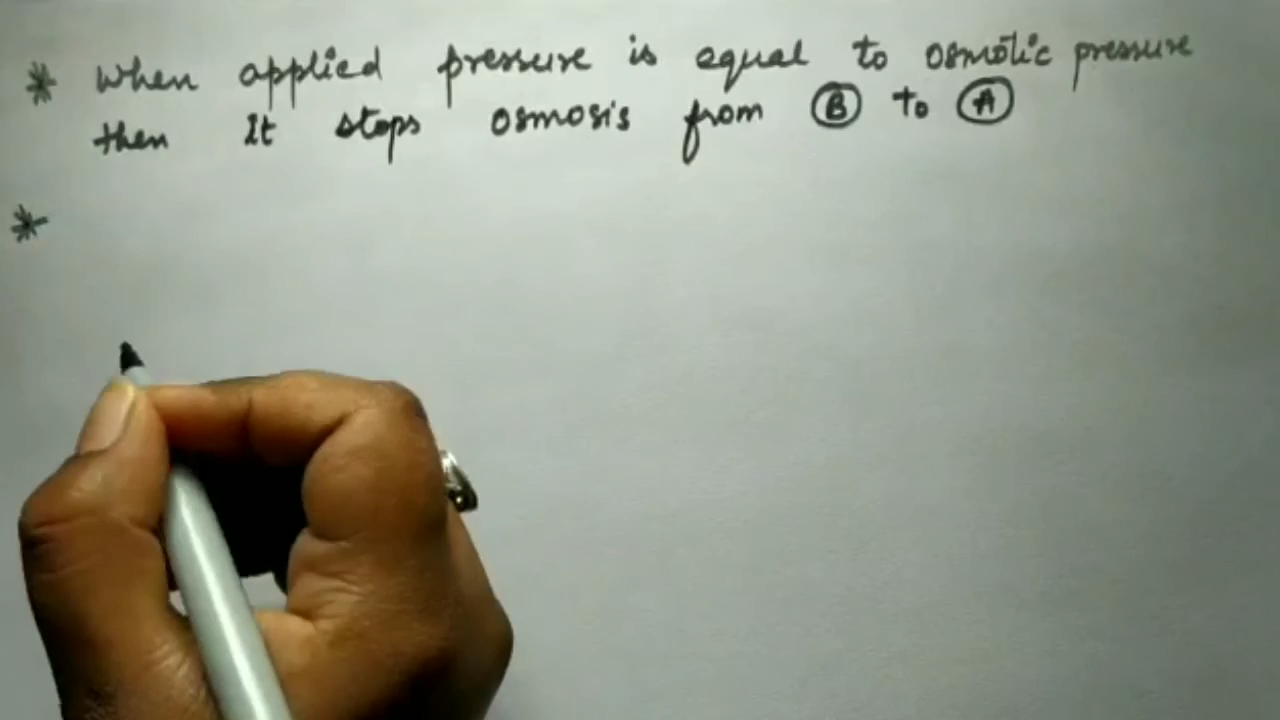 * When applied pressure is equal to osmotic pressure
then It stops osmosis from Ⓑ to Ⓐ
*